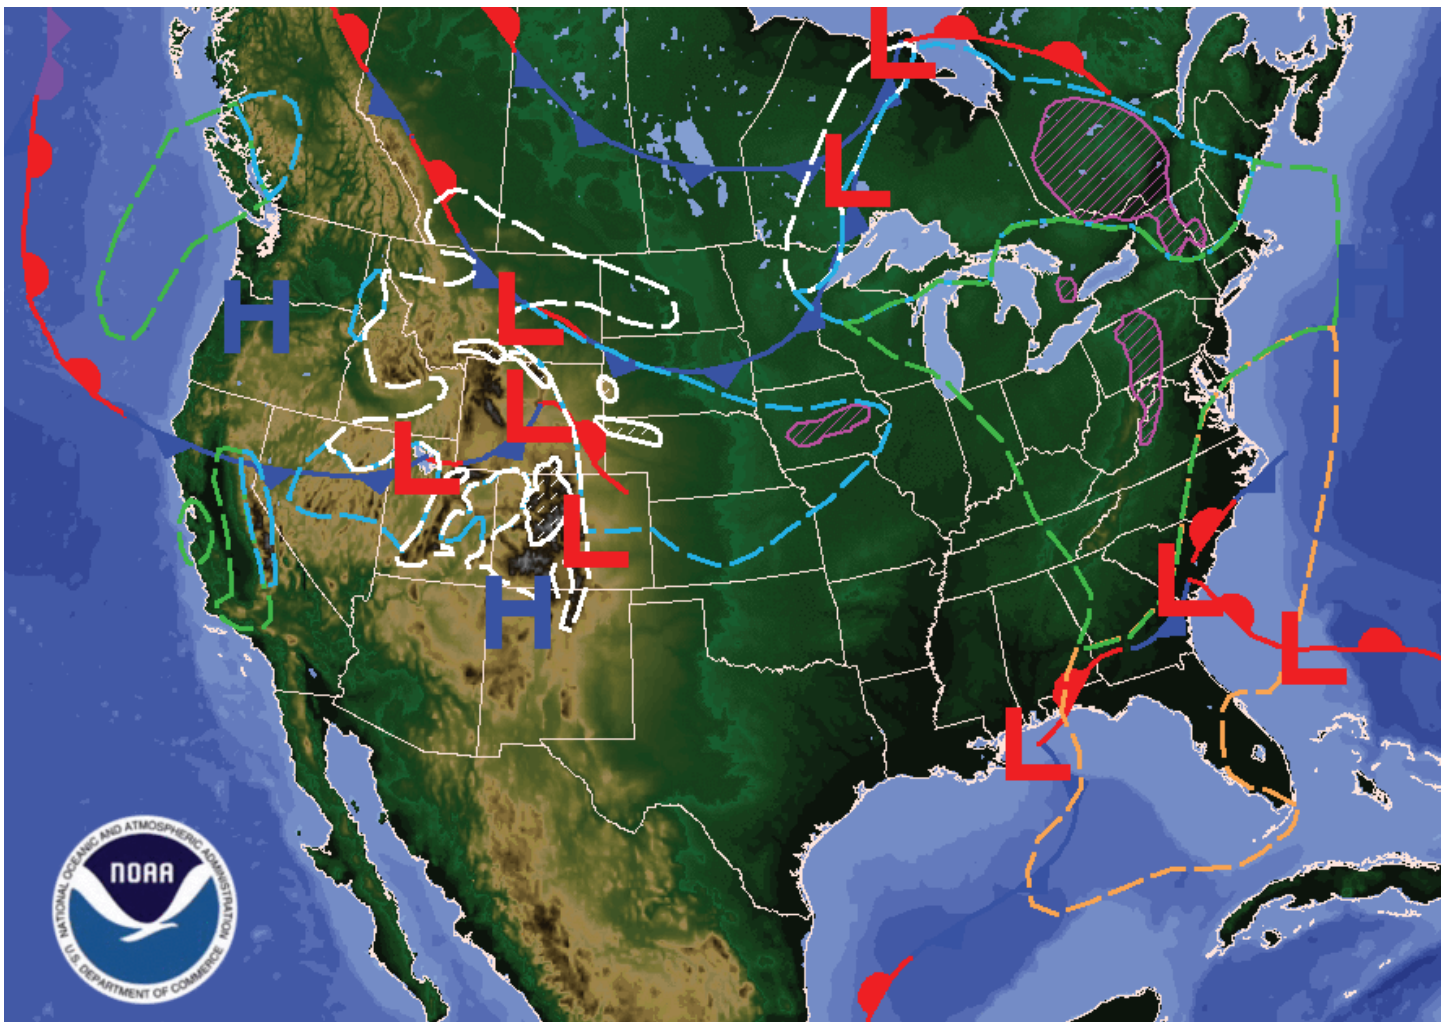 L
L
H
H
L
L
L
L
H
L
L
L
NATIONAL OCEANIC AND ATMOSPHERIC ADMINISTRATION
NOAA
U.S. DEPARTMENT OF COMMERCE